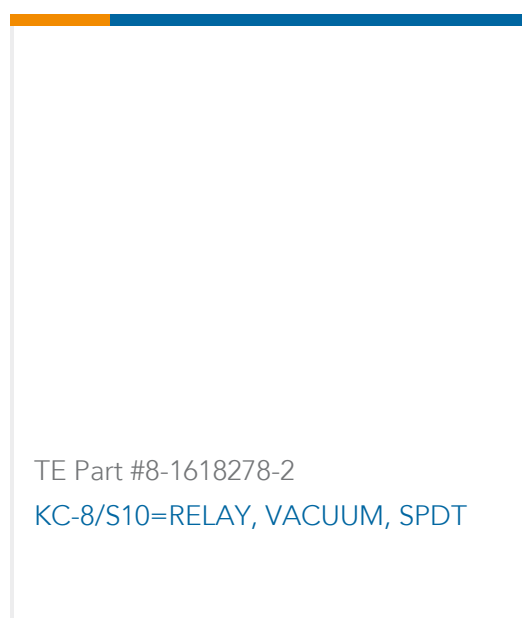 TE Part #8-1618278-2
KC-8/S10=RELAY, VACUUM, SPDT